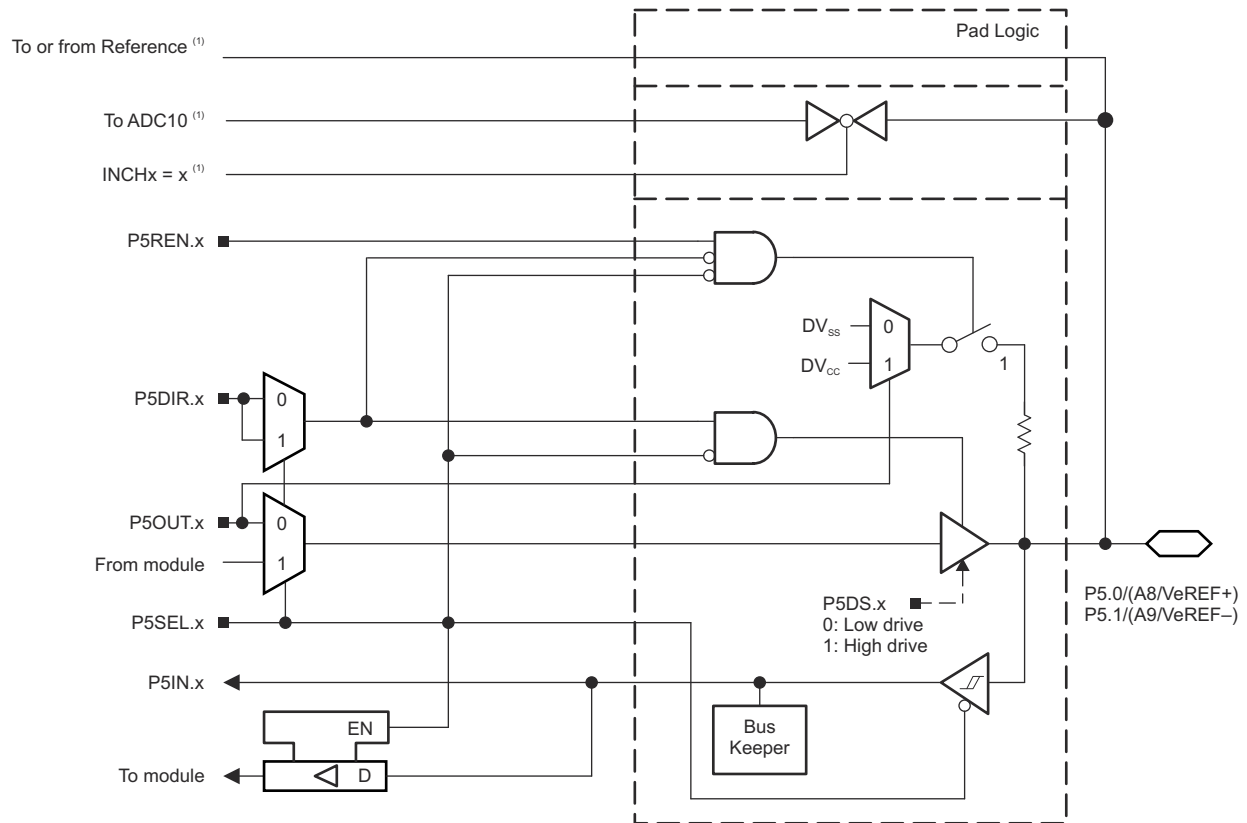 Pad Logic
To or from Reference (1)
To ADC10 (1)
INCHx = x (1)
P5REN.x
DVSS
0
DVCC
1
1
P5DIR.x
0
1
P5OUT.x
0
From module
1
P5SEL.x
P5DS.x
0: Low drive
1: High drive
P5.0/(A8/VeREF+)
P5.1/(A9/VeREF–)
P5IN.x
EN
Bus
Keeper
To module
D